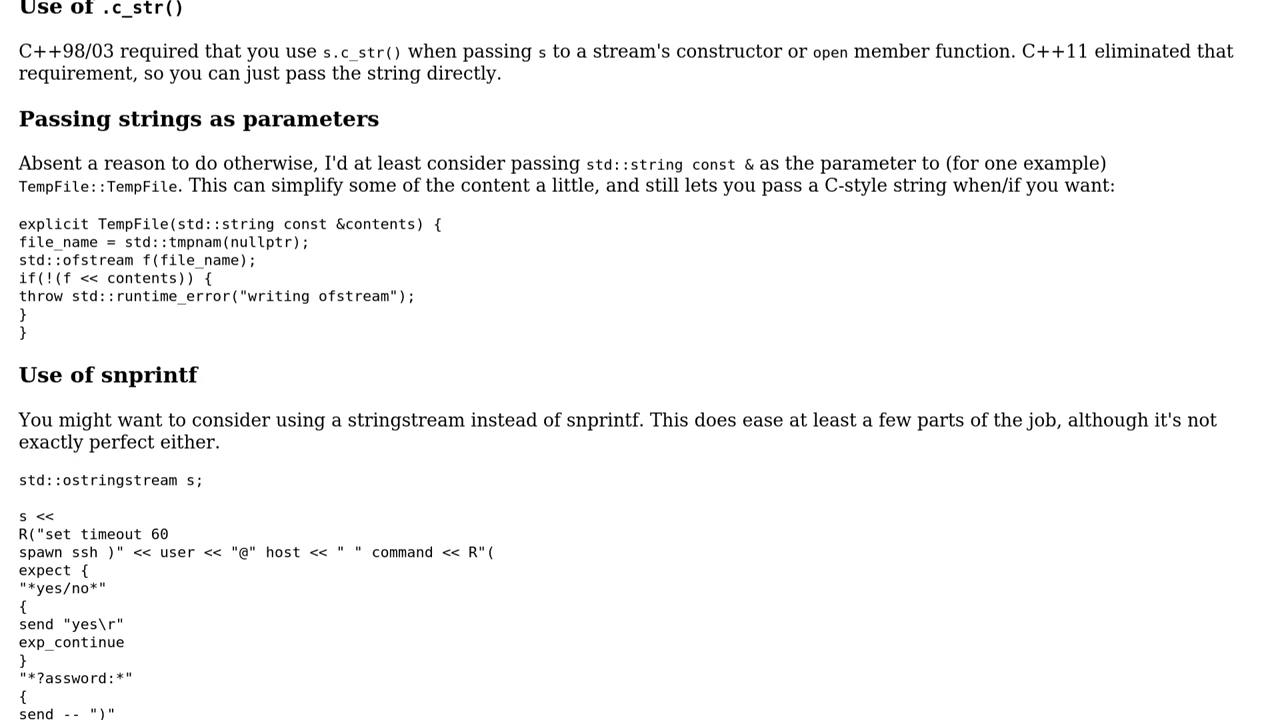 Use of .c_str()
C++98/03 required that you use s.c_str() when passing s to a stream's constructor or open member function. C++11 eliminated that
requirement, so you can just pass the string directly.
Passing strings as parameters
Absent a reason to do otherwise, I'd at least consider passing std::string const & as the parameter to (for one example)
TempFile::TempFile. This can simplify some of the content a little, and still lets you pass a C-style string when/if you want:
explicit TempFile(std::string const &contents) {
file_name = std::tmpnam(nullptr);
std::ofstream f(file_name);
if(!(f << contents)) {
throw std::runtime_error("writing ofstream");
}
}
Use of snprintf
You might want to consider using a stringstream instead of snprintf. This does ease at least a few parts of the job, although it's not
exactly perfect either.
std::ostringstream s;
s <<
R("set timeout 60
spawn ssh )" << user << "@" host << " " command << R"(
expect {
"*yes/no*"
{
send "yes\r"
exp_continue
}
"*?assword:*"
{
send -- ")"